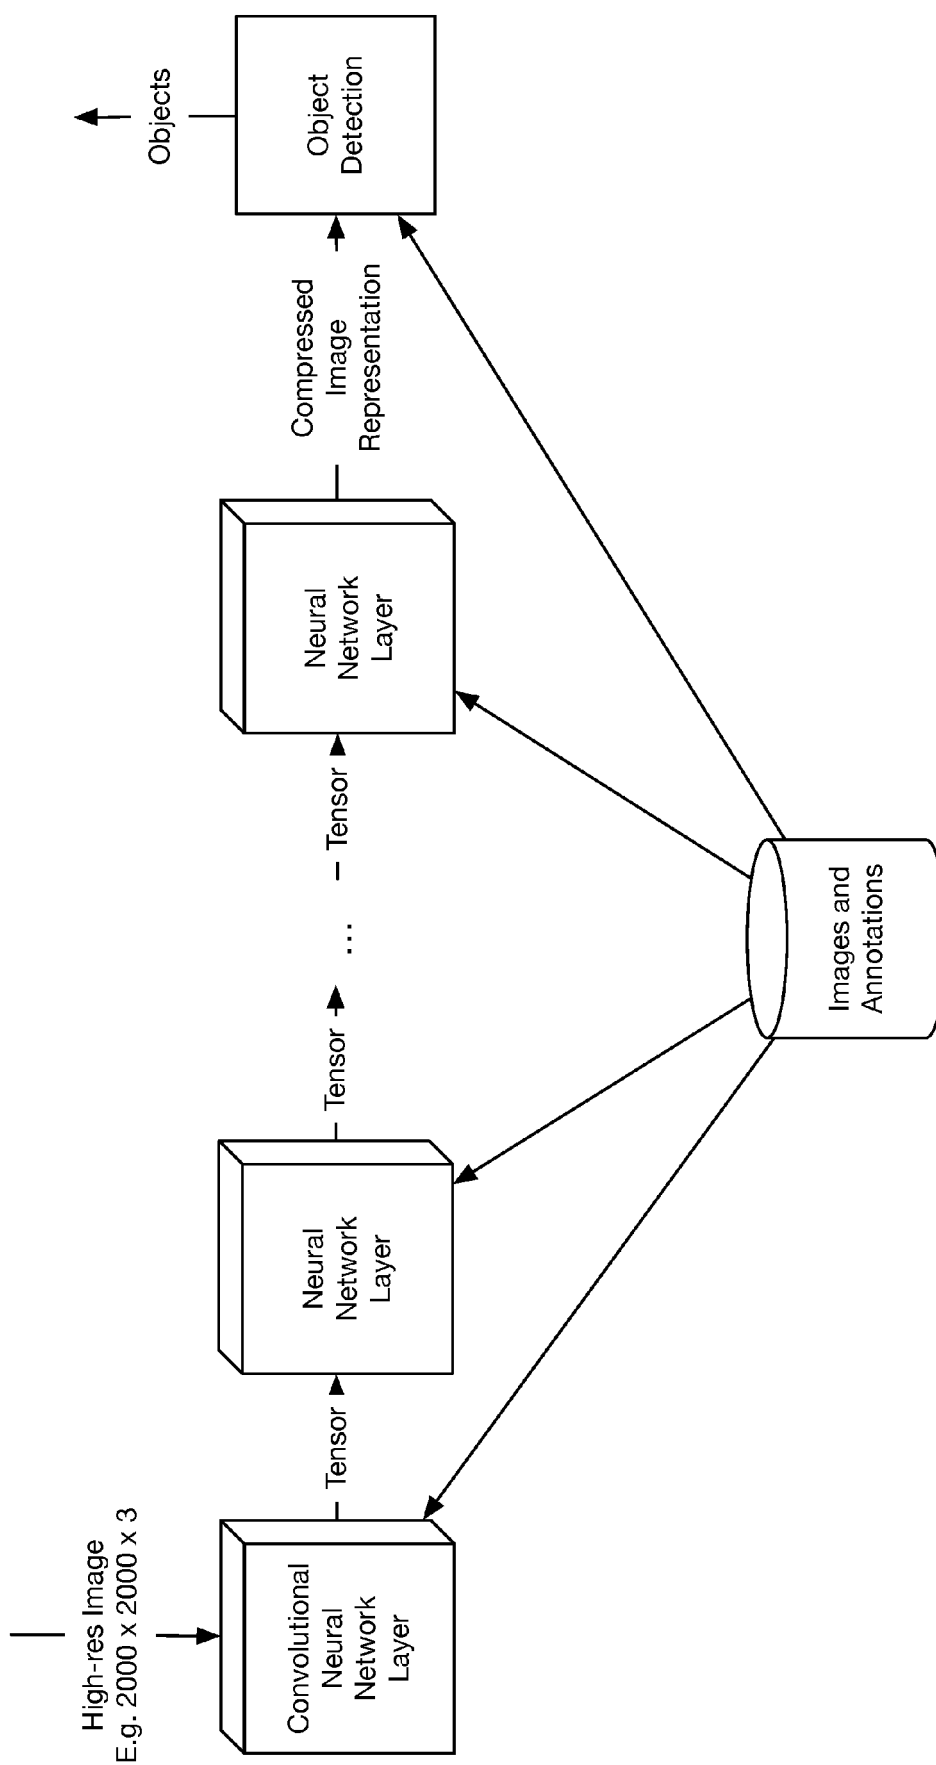 High-res Image
E.g. 2000 x 2000 x 3
Convolutional
Neural
Network
Layer
Tensor
Neural
Network
Layer
Tensor
...
Tensor
Neural
Network
Layer
Compressed
Image
Representation
Object
Detection
Objects
Images and
Annotations